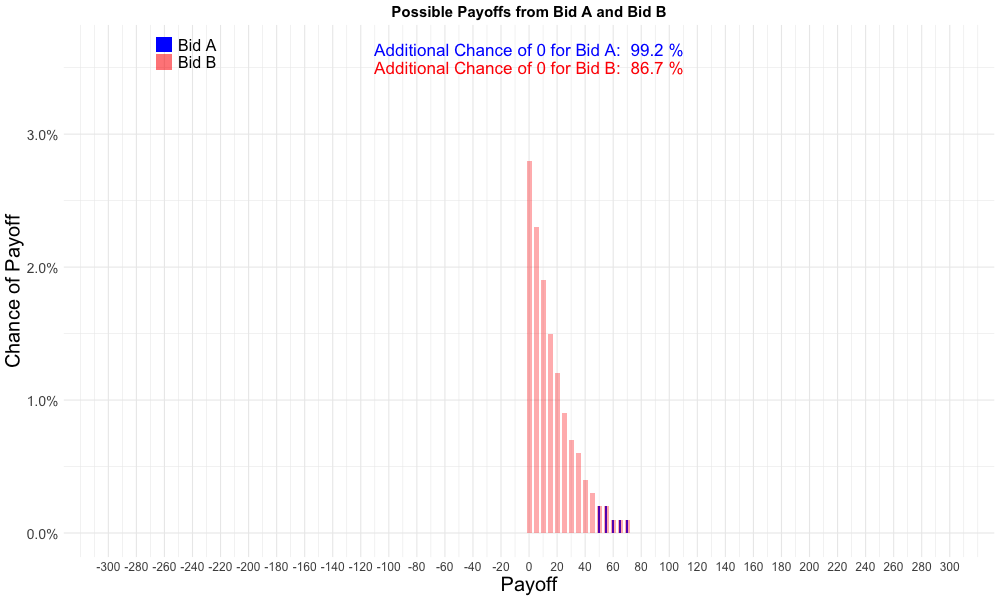 Possible Payoffs from Bid A and Bid B
Bid A
Bid B
Additional Chance of 0 for Bid A: 99.2 %
Additional Chance of 0 for Bid B: 86.7 %
Chance of Payoff
3.0%
2.0%
1.0%
0.0%
-300 -280 -260 -240 -220 -200 -180 -160 -140 -120 -100 -80 -60 -40 -20 0 20 40 60 80 100 120 140 160 180 200 220 240 260 280 300
Payoff